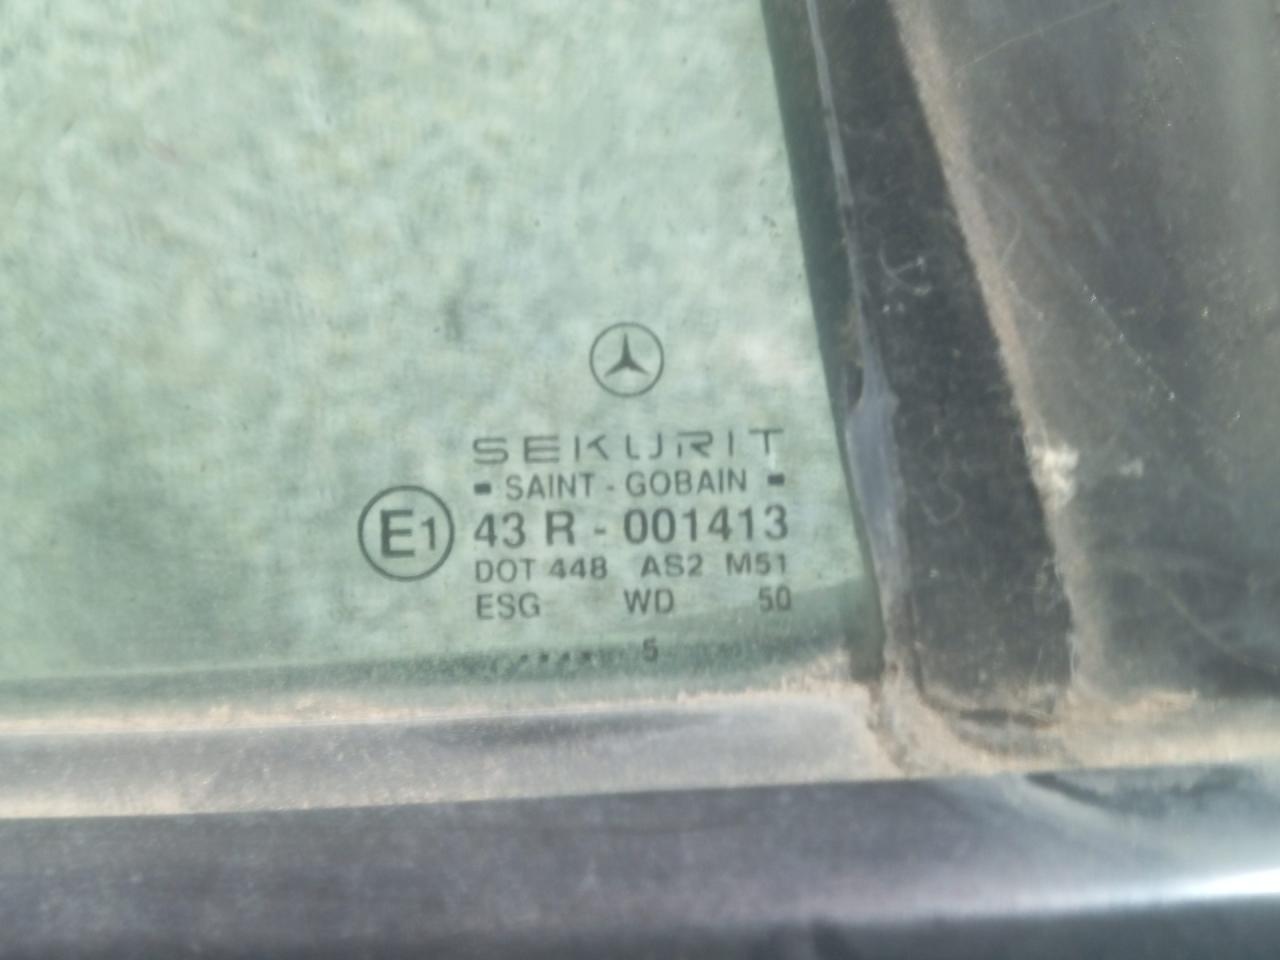 SEKURIT
- SAINT - GOBAIN -
E1 43 R - 001413
DOT 448 AS2 M51
ESG WD 50
5